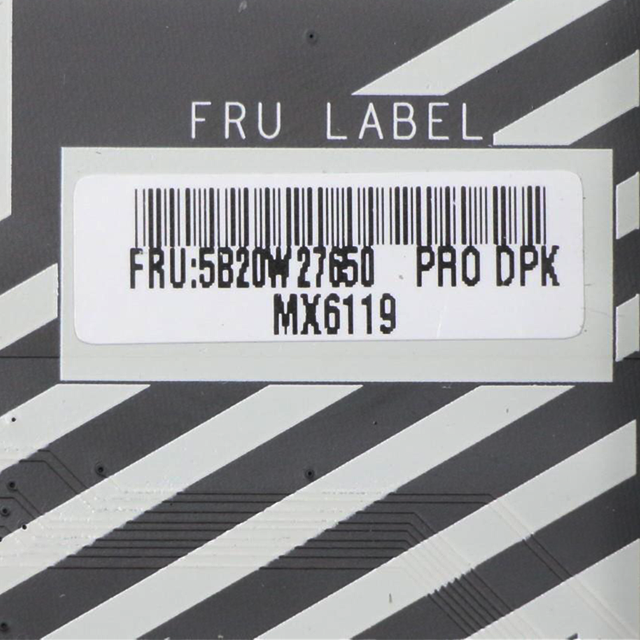 FRU LABEL
FRU:5B20W27650 PRO DPK
MX6119